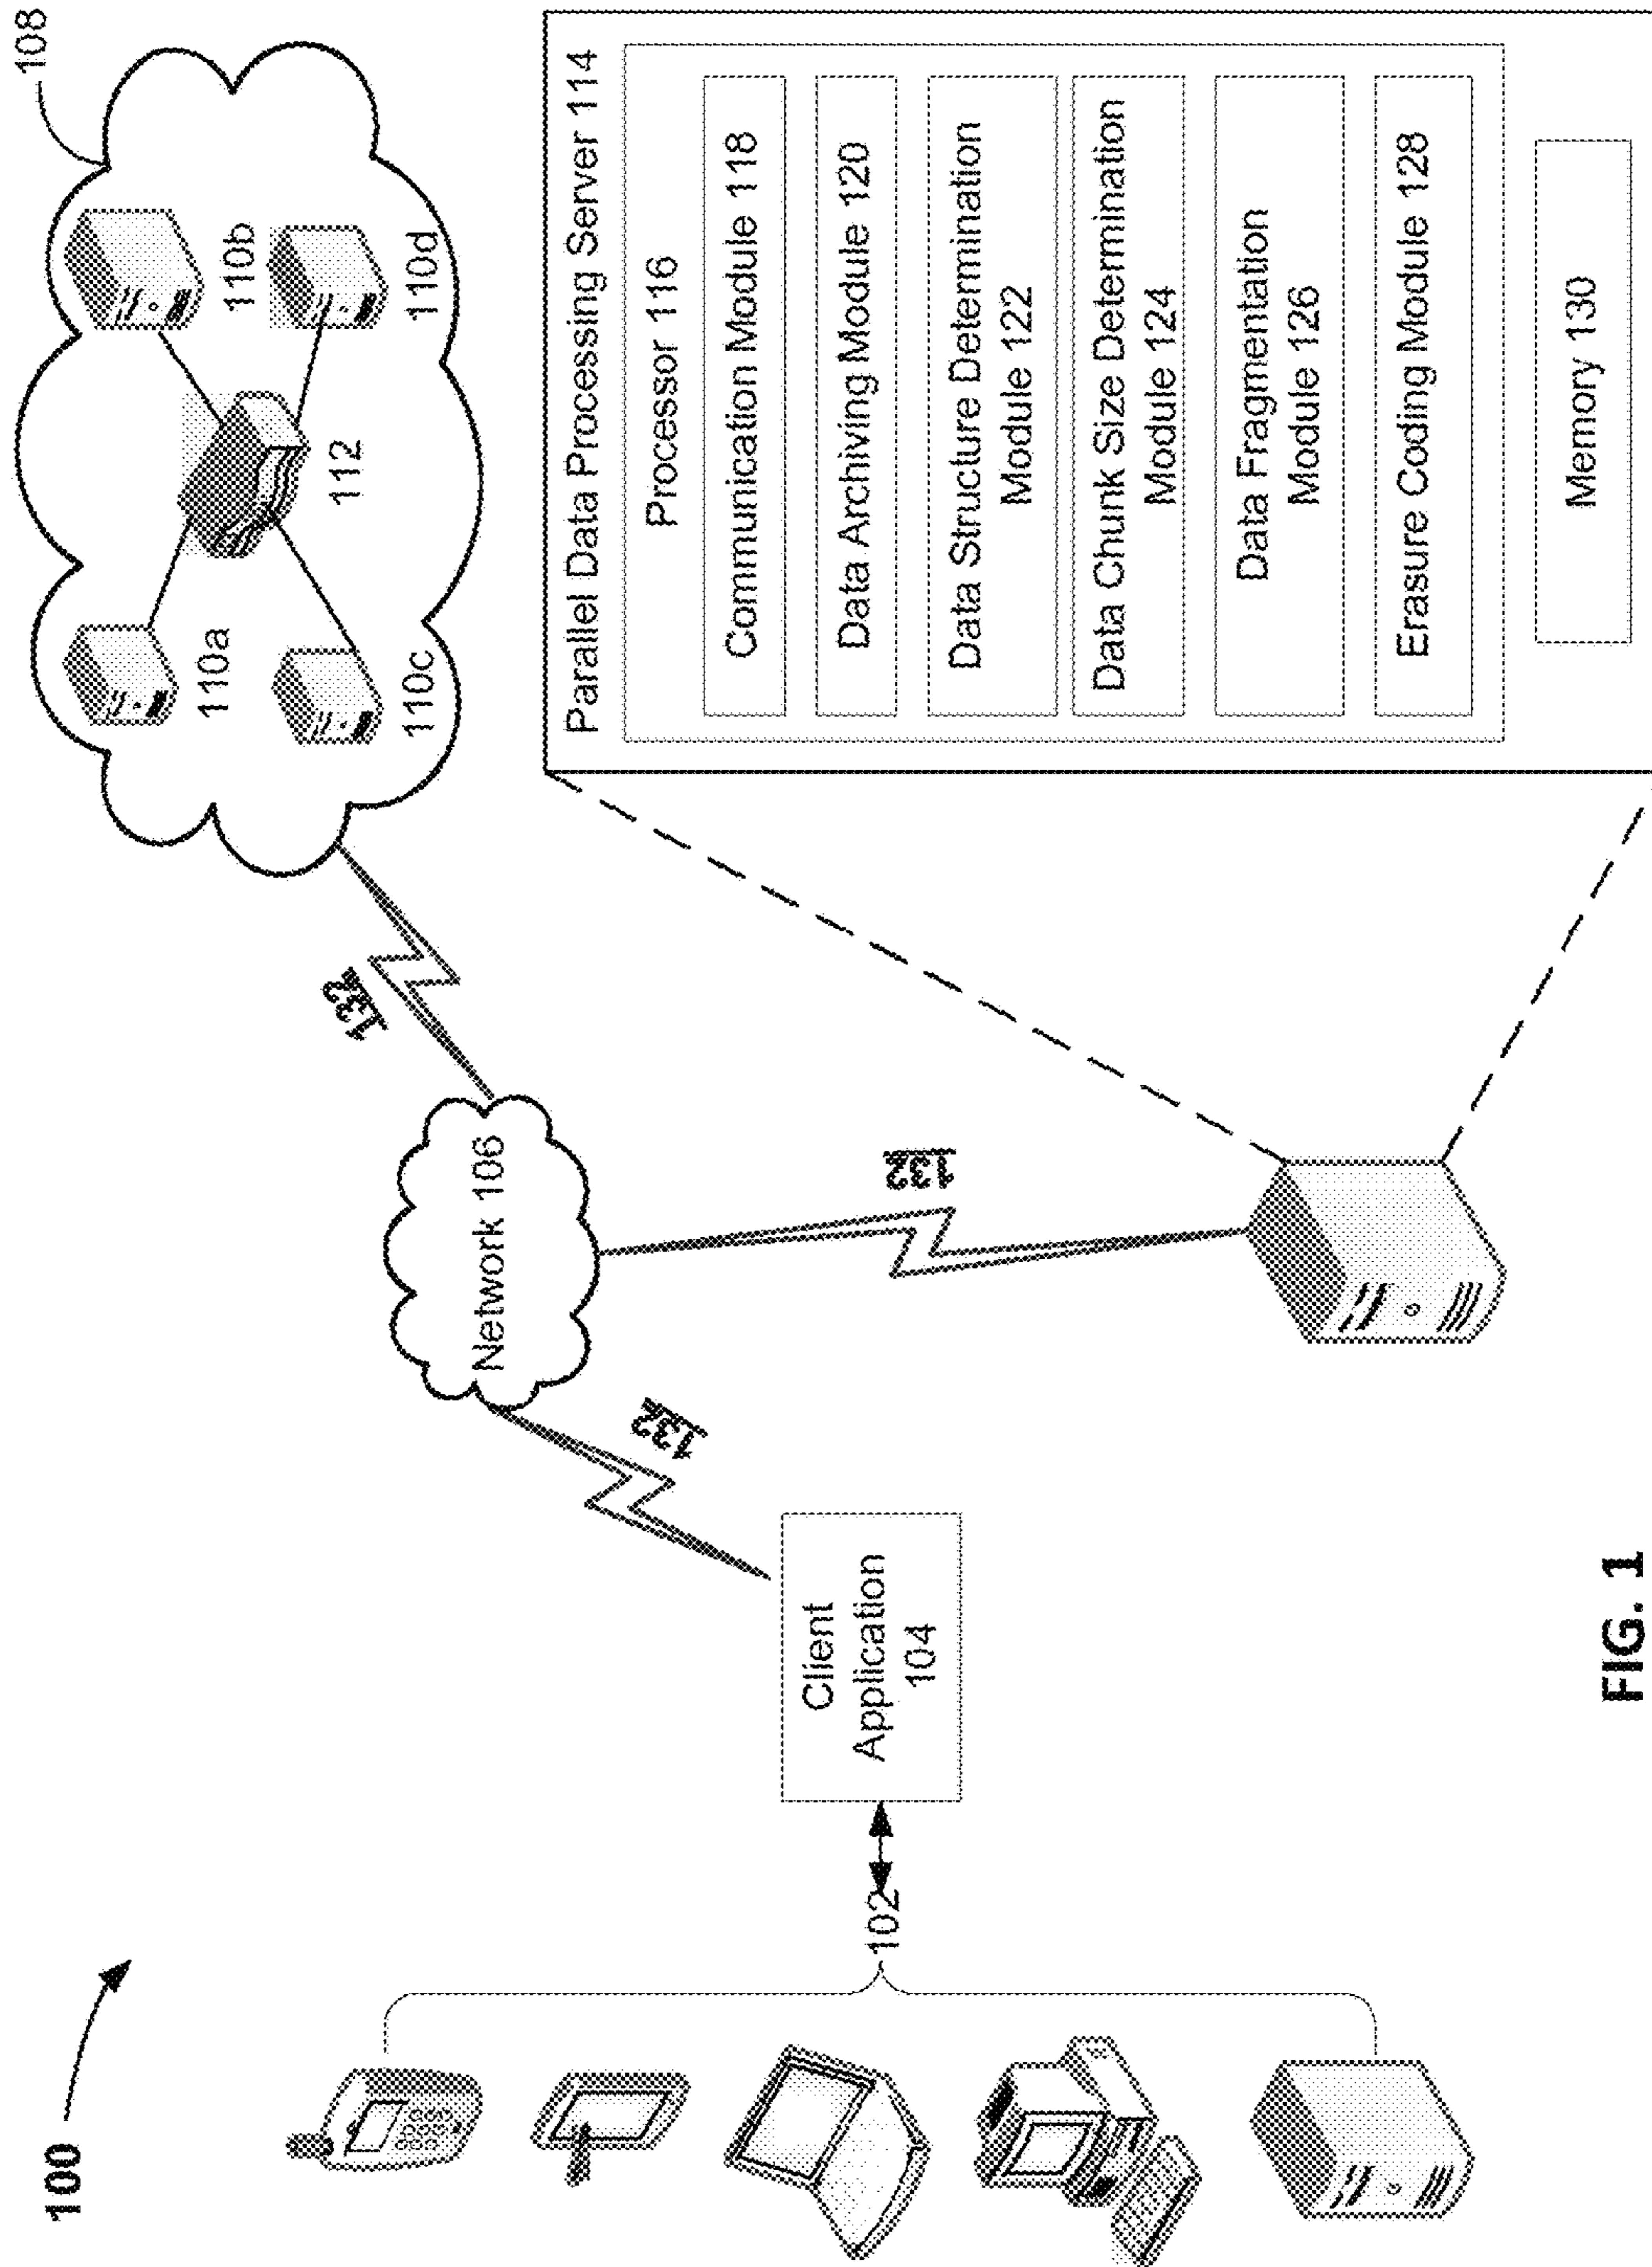 100
102
Client
Application
104
132
Network 106
132
132
108
110a
110b
110c
110d
112
Parallel Data Processing Server 114
Processor 116
Communication Module 118
Data Archiving Module 120
Data Structure Determination
Module 122
Data Chunk Size Determination
Module 124
Data Fragmentation
Module 126
Erasure Coding Module 128
Memory 130
FIG. 1